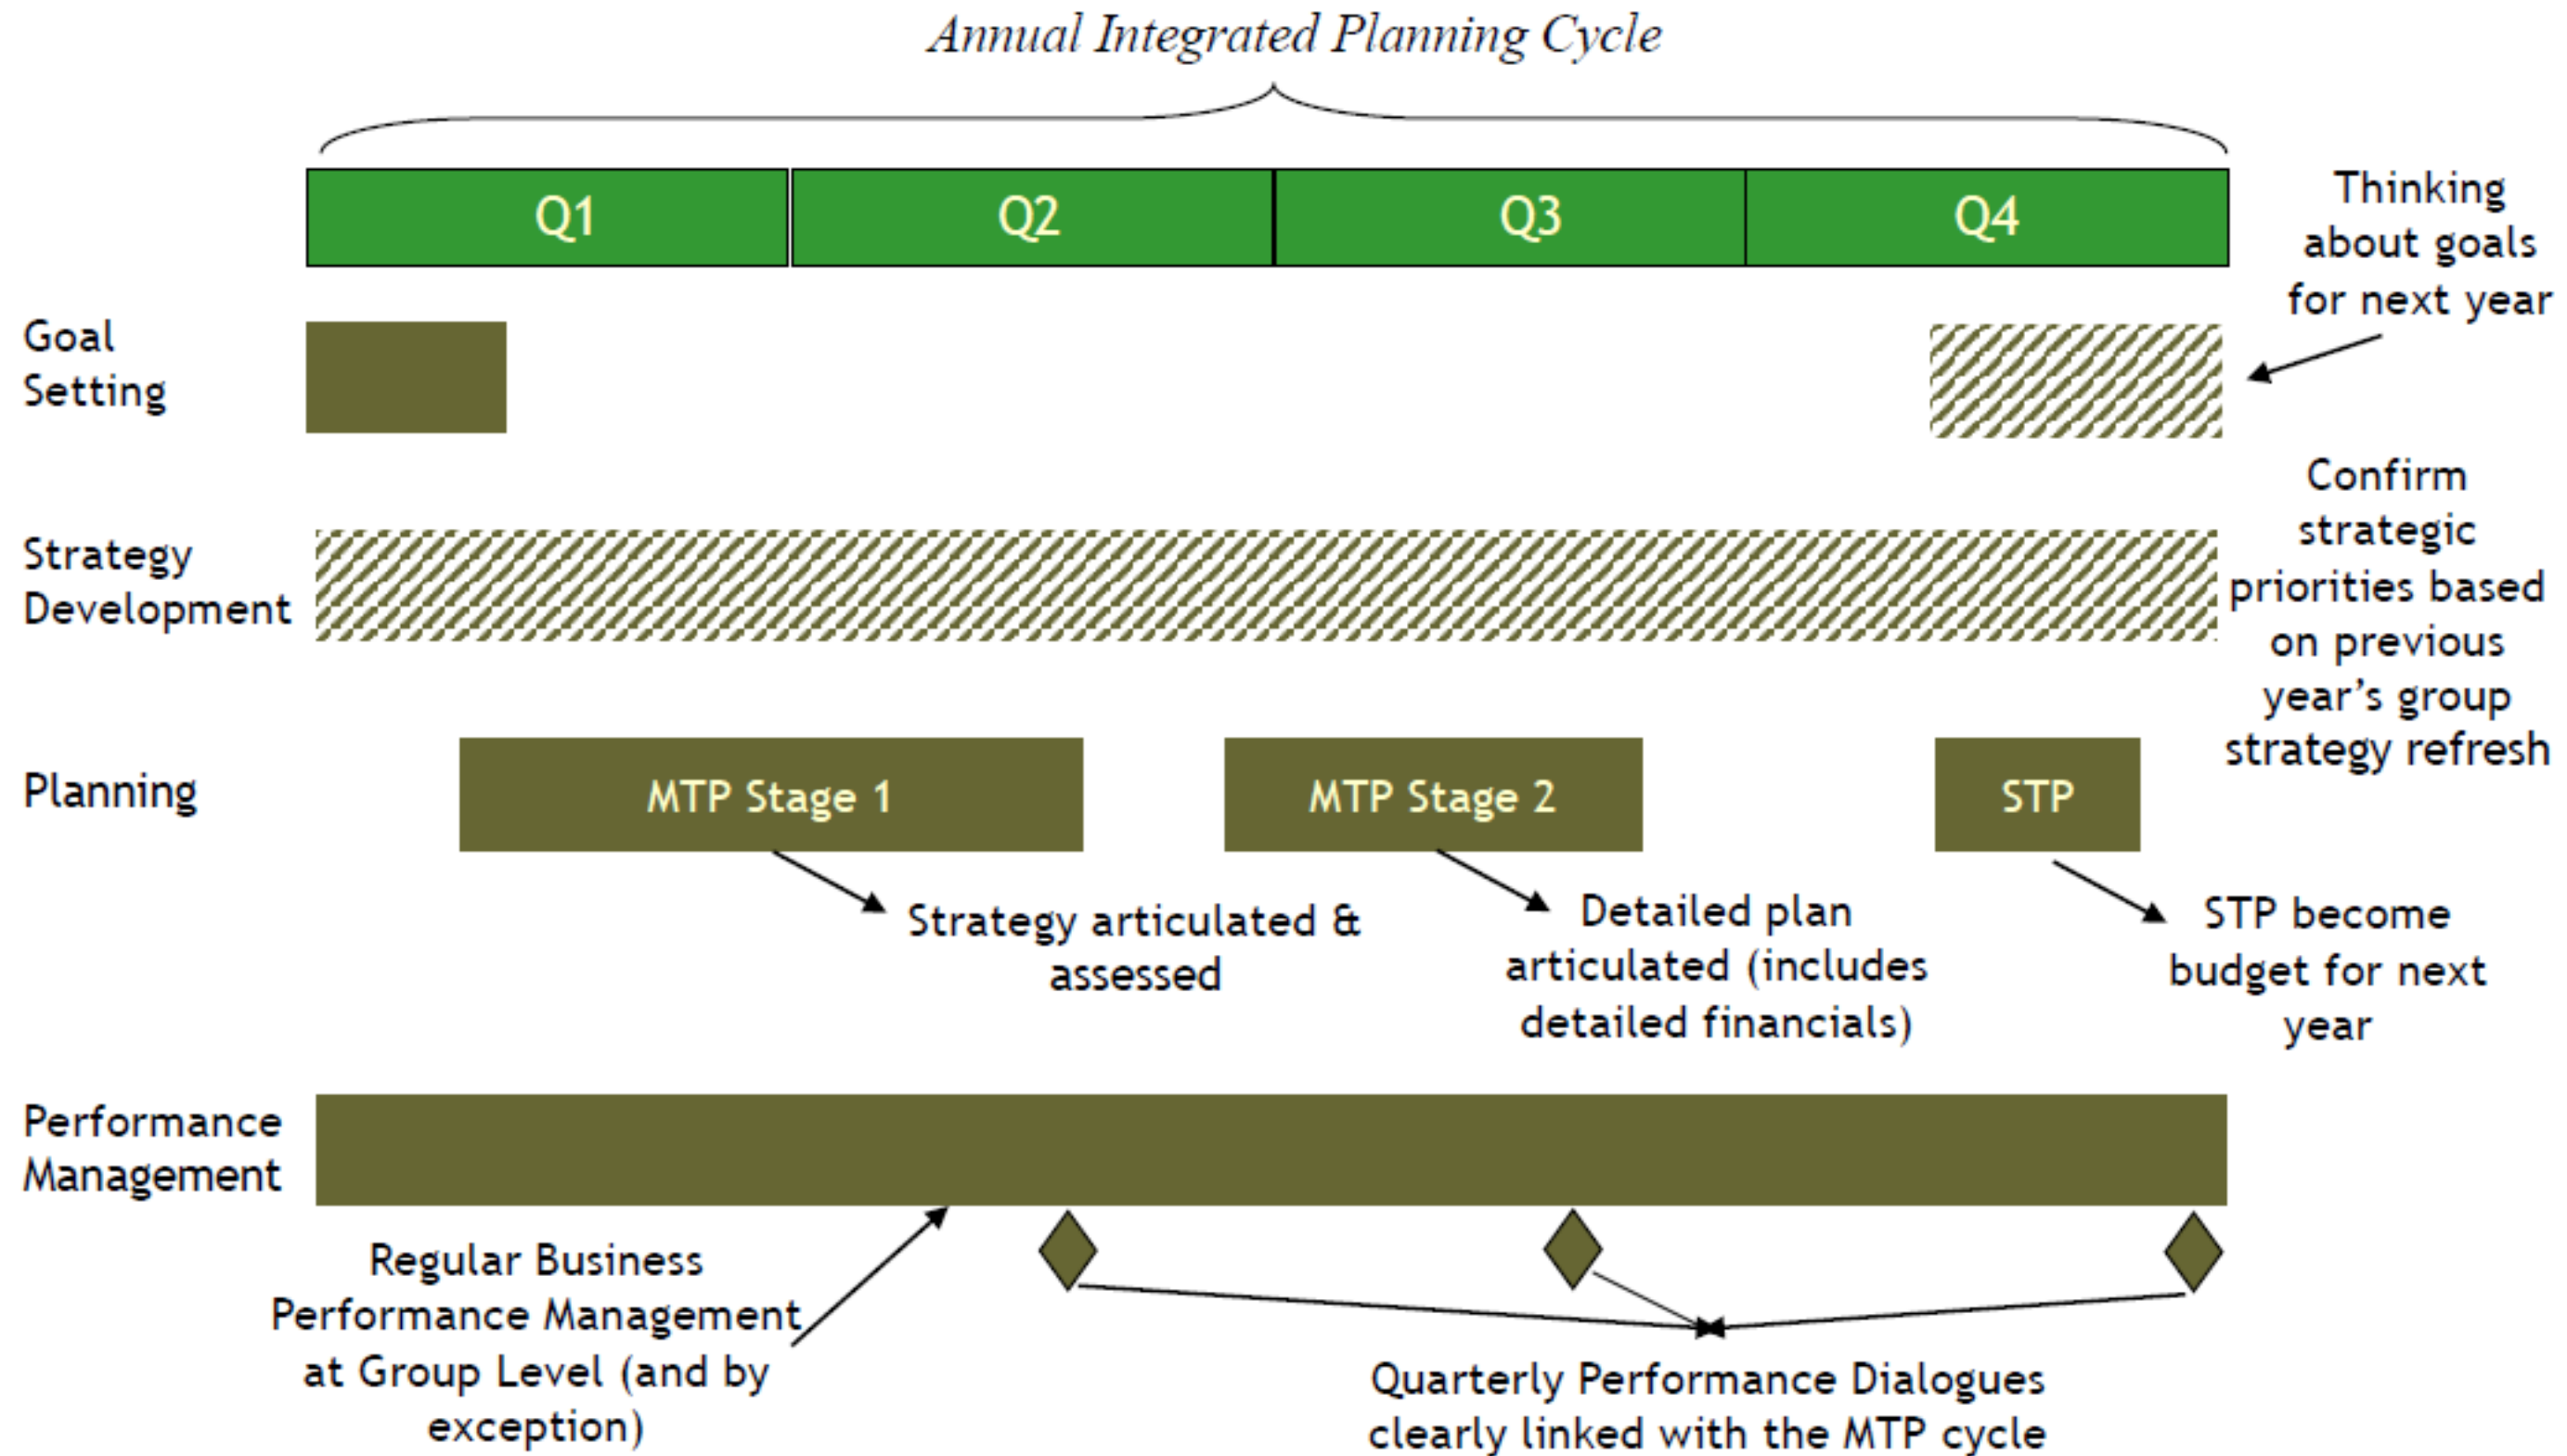 Annual Integrated Planning Cycle
Q1
Q2
Q3
Q4
Thinking
about goals
for next year
Goal
Setting
Confirm
strategic
priorities based
on previous
year’s group
strategy refresh
Strategy
Development
Planning
MTP Stage 1
MTP Stage 2
STP
Strategy articulated &
assessed
Detailed plan
articulated (includes
detailed financials)
STP become
budget for next
year
Performance
Management
Regular Business
Performance Management
at Group Level (and by
exception)
Quarterly Performance Dialogues
clearly linked with the MTP cycle